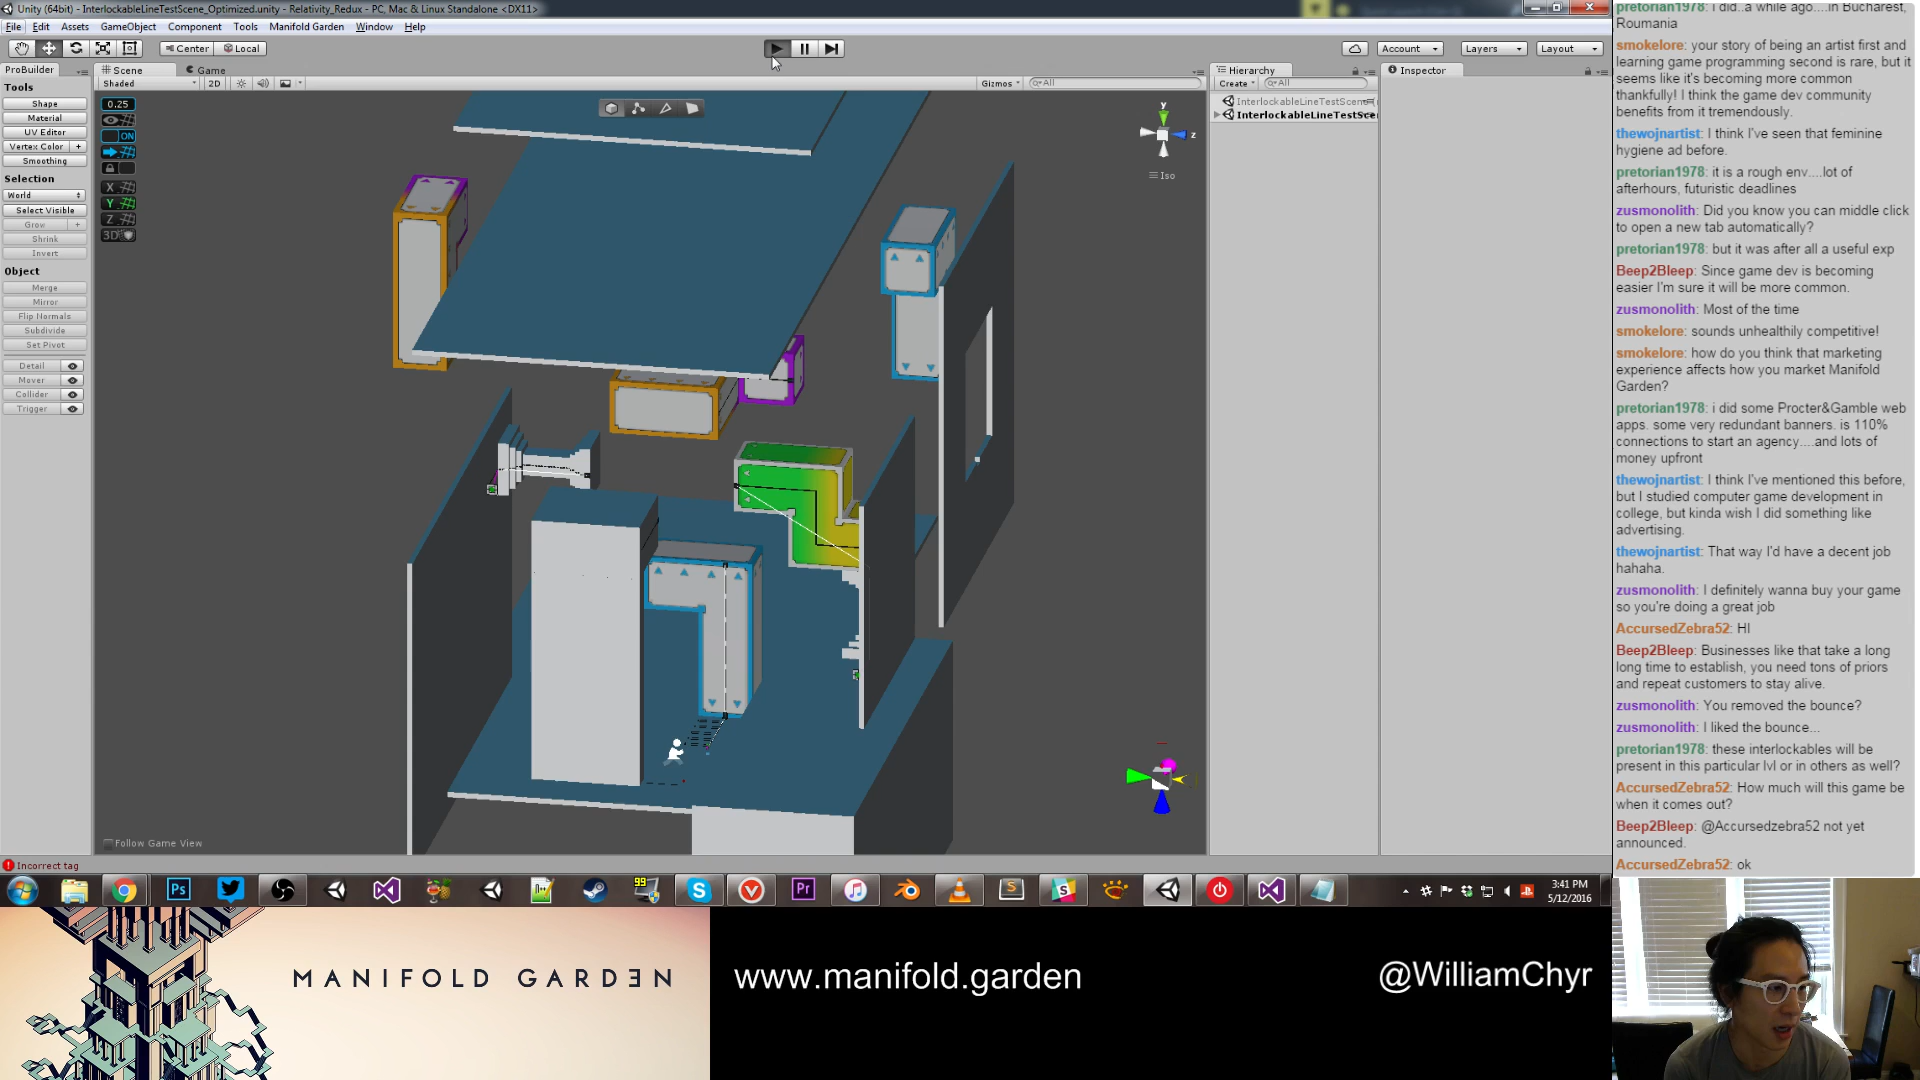 Unity (64bit) - InterlockableLineTestScene_Optimized.unity - Relativity_Redux - PC, Mac & Linux Standalone <DX11>
File Edit Assets GameObject Component Tools Manifold Garden Window Help
Center Local Account Layers Layout
ProBuilder
Tools
Shape
Material
UV Editor
Vertex Color +
Smoothing
Selection
World
Select Visible
Grow +
Shrink
Invert
Object
Merge
Mirror
Flip Normals
Subdivide
Set Pivot
Detail
Mover
Collider
Trigger
Scene Game
Shaded 2D Gizmos All
0.25
ON
X
Y
Z
3D
y
z
Iso
Follow Game View
Hierarchy
Create All
InterlockableLineTestScen
InterlockableLineTestSce
Inspector
Incorrect tag
pretorian1978: i did..a while ago....in Bucharest,
Roumania
smokelore: your story of being an artist first and
learning game programming second is rare, but it
seems like it's becoming more common
thankfully! I think the game dev community
benefits from it tremendously.
thewojnartist: I think I've seen that feminine
hygiene ad before.
pretorian1978: it is a rough env....lot of
afterhours, futuristic deadlines
zusmonolith: Did you know you can middle click
to open a new tab automatically?
pretorian1978: but it was after all a useful exp
Beep2Bleep: Since game dev is becoming
easier I'm sure it will be more common.
zusmonolith: Most of the time
smokelore: sounds unhealthily competitive!
smokelore: how do you think that marketing
experience affects how you market Manifold
Garden?
pretorian1978: i did some Procter&Gamble web
apps. some very redundant banners. is 110%
connections to start an agency....and lots of
money upfront
thewojnartist: I think I've mentioned this before,
but I studied computer game development in
college, but kinda wish I did something like
advertising.
thewojnartist: That way I'd have a decent job
hahaha.
zusmonolith: I definitely wanna buy your game
so you're doing a great job
AccursedZebra52: HI
Beep2Bleep: Businesses like that take a long
long time to establish, you need tons of priors
and repeat customers to stay alive.
zusmonolith: You removed the bounce?
zusmonolith: I liked the bounce...
pretorian1978: these interlockables will be
present in this particular lvl or in others as well?
AccursedZebra52: How much will this game be
when it comes out?
Beep2Bleep: @Accursedzebra52 not yet
announced.
AccursedZebra52: ok
Ps 99 Pr S
3:41 PM
5/12/2016
MANIFOLD GARDƎN
www.manifold.garden
@WilliamChyr